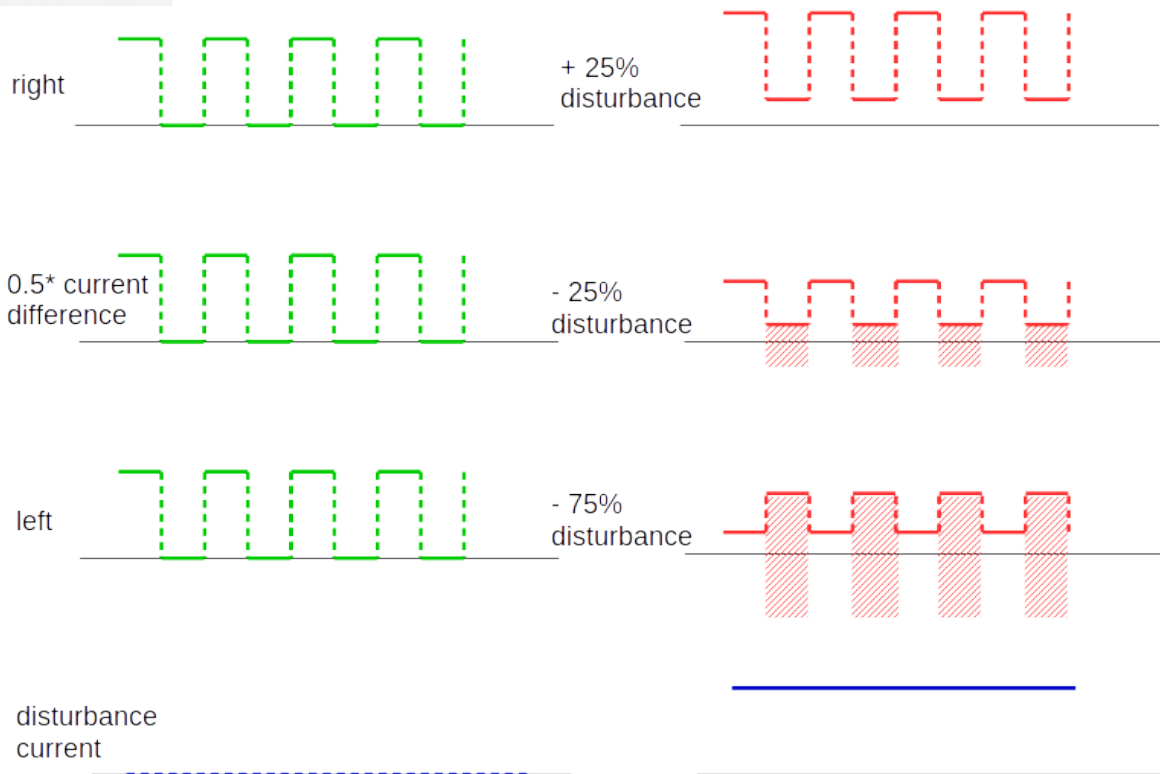 right
+ 25%
disturbance
0.5* current
difference
- 25%
disturbance
left
- 75%
disturbance
disturbance
current